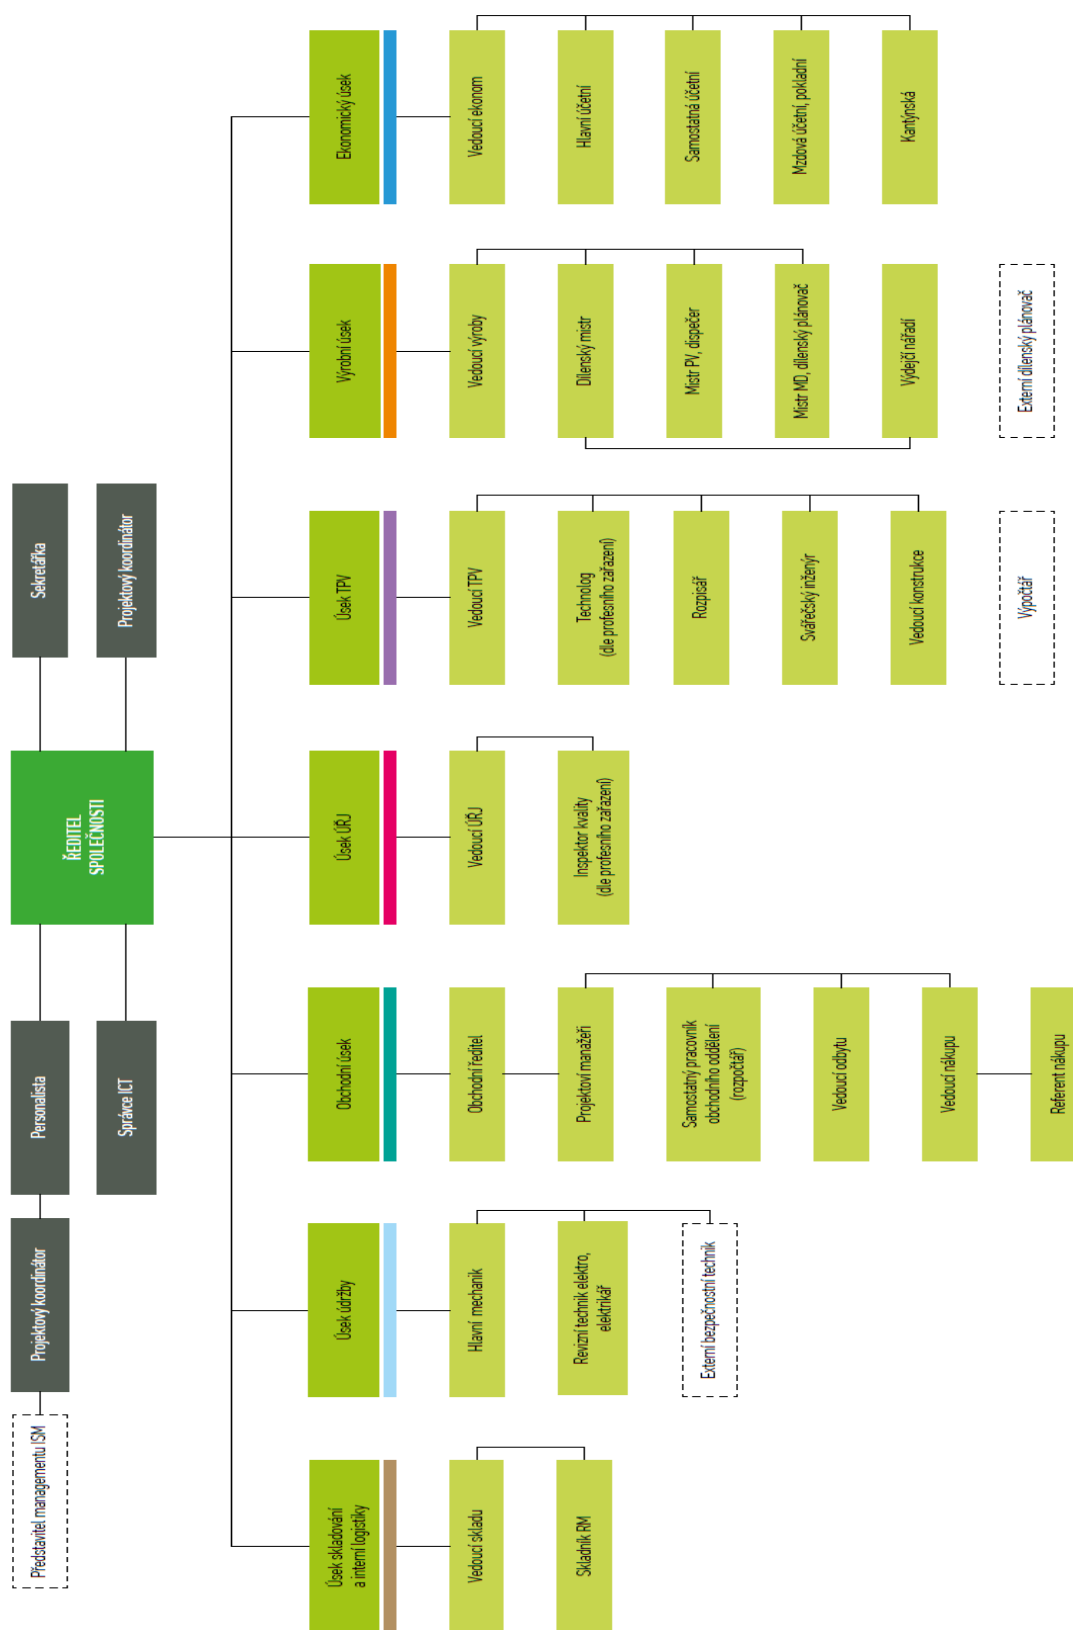 Představitel managementu ISM
Projektový koordinátor
Personalista
Správce ICT
ŘEDITEL
SPOLEČNOSTI
Sekretářka
Projektový koordinátor
Úsek skladování
a interní logistiky
Vedoucí skladu
Skladník RM
Úsek údržby
Hlavní mechanik
Revizní technik elektro,
elektrikář
Externí bezpečnostní technik
Obchodní úsek
Obchodní ředitel
Projektoví manažeři
Samostatný pracovník
obchodního oddělení
(rozpočtář)
Vedoucí odbytu
Vedoucí nákupu
Referent nákupu
Úsek ÚŘJ
Vedoucí ÚŘJ
Inspektor kvality
(dle profesního zařazení)
Úsek TPV
Vedoucí TPV
Technolog
(dle profesního zařazení)
Rozpisář
Svářečský inženýr
Vedoucí konstrukce
Výpočtář
Výrobní úsek
Vedoucí výroby
Dílenský mistr
Mistr PV, dispečer
Mistr MD, dílenský plánovač
Výdejčí nářadí
Externí dílenský plánovač
Ekonomický úsek
Vedoucí ekonom
Hlavní účetní
Samostatná účetní
Mzdová účetní, pokladní
Kantýnská